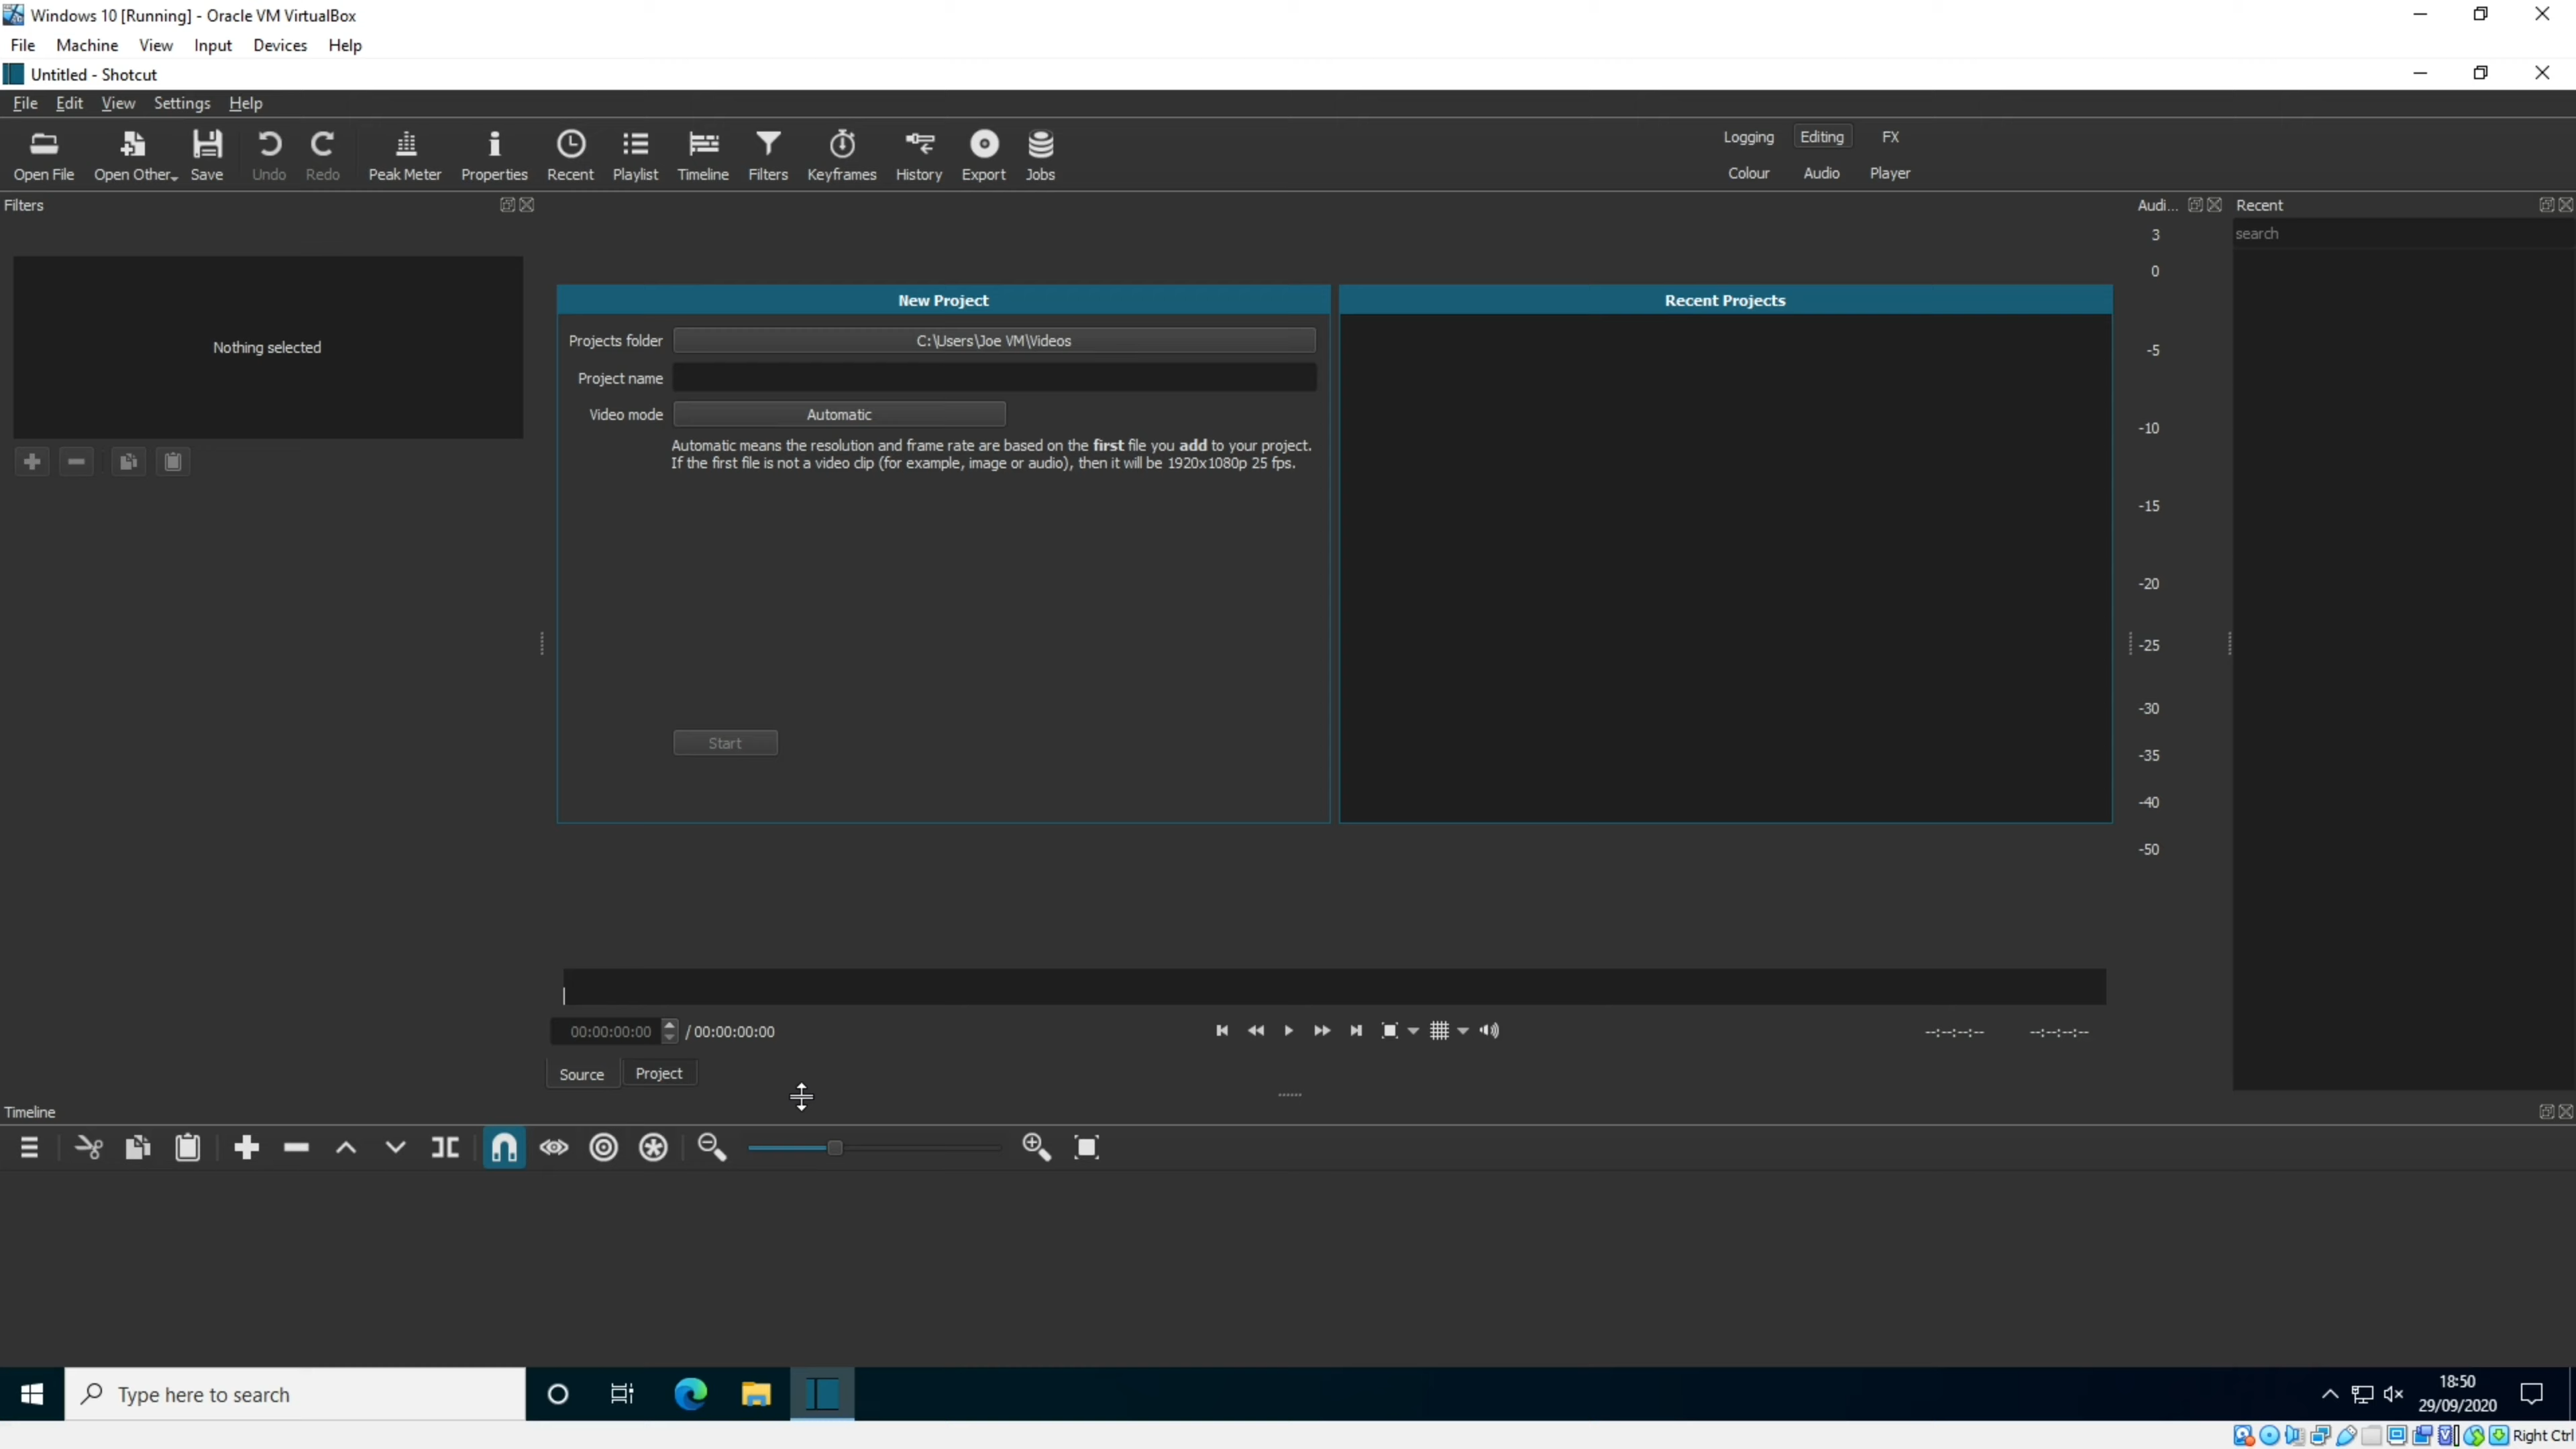 Windows 10 [Running] - Oracle VM VirtualBox
File Machine View Input Devices Help
Untitled - Shotcut
File Edit View Settings Help
Open File Open Other Save Undo Redo Peak Meter Properties Recent Playlist Timeline Filters Keyframes History Export Jobs
Logging Editing FX
Colour Audio Player
Filters
Audi... Recent
search
3
0
-5
-10
-15
-20
-25
-30
-35
-40
-50
Nothing selected
New Project
Projects folder C:\Users\Joe VM\Videos
Project name
Video mode Automatic
Automatic means the resolution and frame rate are based on the first file you add to your project.
If the first file is not a video clip (for example, image or audio), then it will be 1920x1080p 25 fps.
Start
Recent Projects
00:00:00:00 / 00:00:00:00
--:--:--:-- --:--:--:--
Source Project
Timeline
Type here to search
18:50
29/09/2020
Right Ctrl